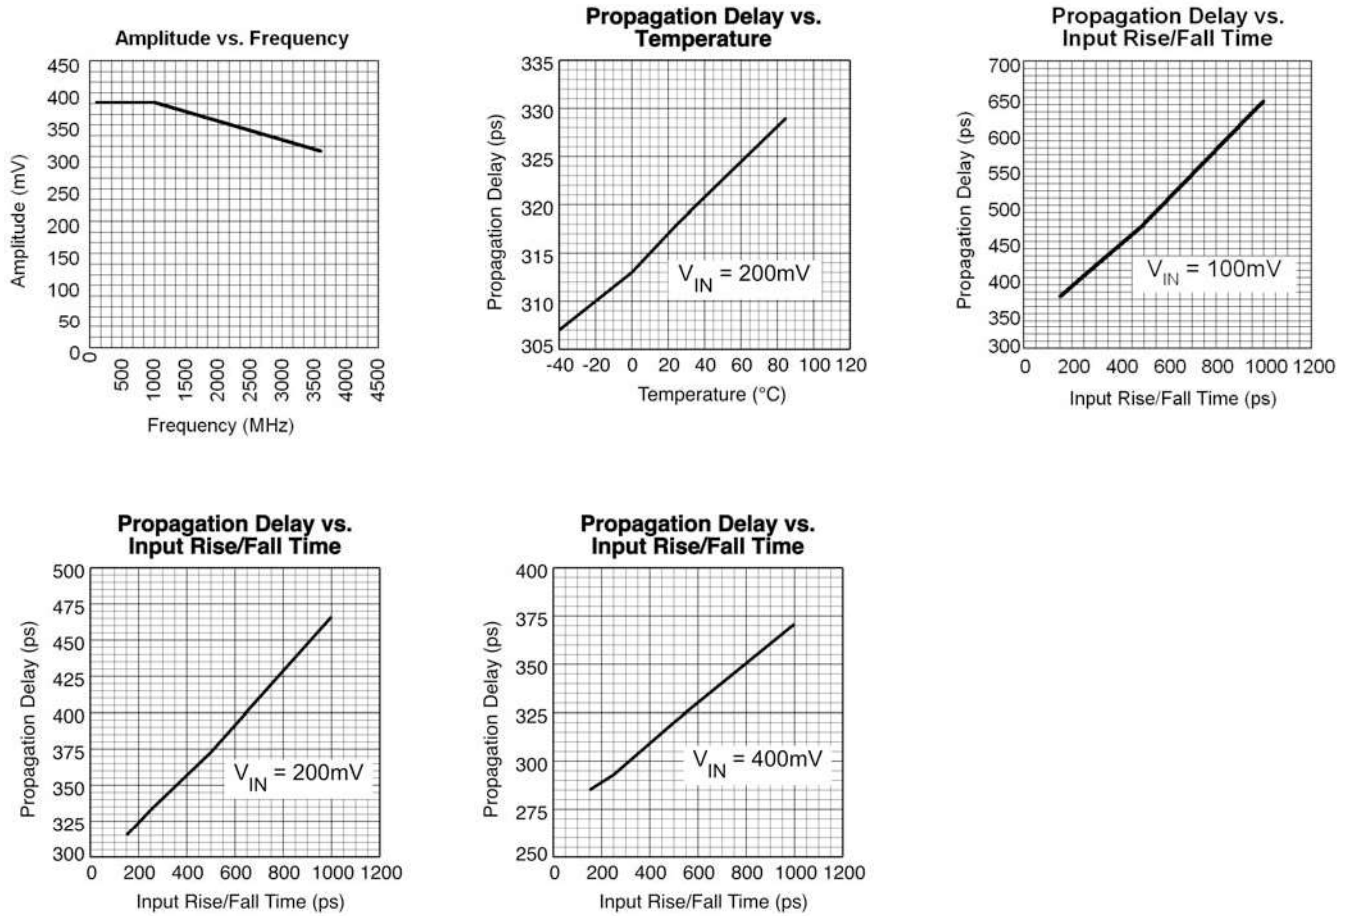 Amplitude vs. Frequency
450
400
350
300
250
200
150
100
50
0
Amplitude (mV)
0
500
1000
1500
2000
2500
3000
3500
4000
4500
Frequency (MHz)
Propagation Delay vs.
Temperature
335
330
325
320
315
310
305
Propagation Delay (ps)
VIN = 200mV
-40 -20 0 20 40 60 80 100 120
Temperature (°C)
Propagation Delay vs.
Input Rise/Fall Time
700
650
600
550
500
450
400
350
300
Propagation Delay (ps)
VIN = 100mV
0 200 400 600 800 1000 1200
Input Rise/Fall Time (ps)
Propagation Delay vs.
Input Rise/Fall Time
500
475
450
425
400
375
350
325
300
Propagation Delay (ps)
VIN = 200mV
0 200 400 600 800 1000 1200
Input Rise/Fall Time (ps)
Propagation Delay vs.
Input Rise/Fall Time
400
375
350
325
300
275
250
Propagation Delay (ps)
VIN = 400mV
0 200 400 600 800 1000 1200
Input Rise/Fall Time (ps)